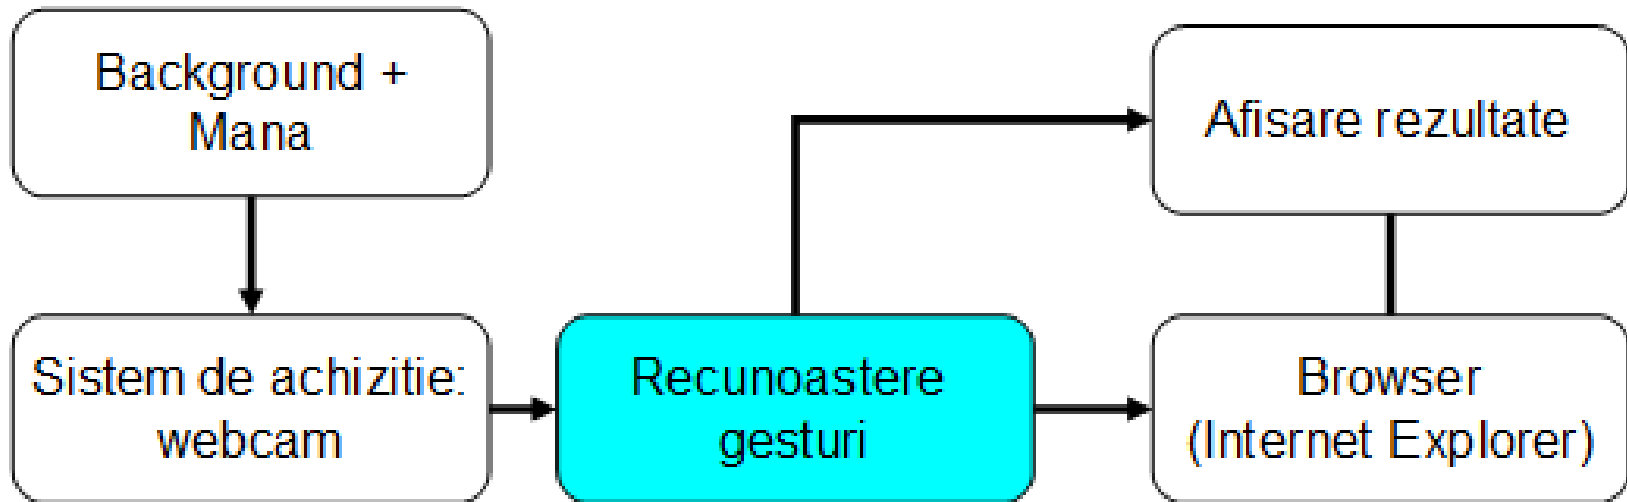 Background +
Mana
Sistem de achizitie:
webcam
Recunoastere
gesturi
Afisare rezultate
Browser
(Internet Explorer)